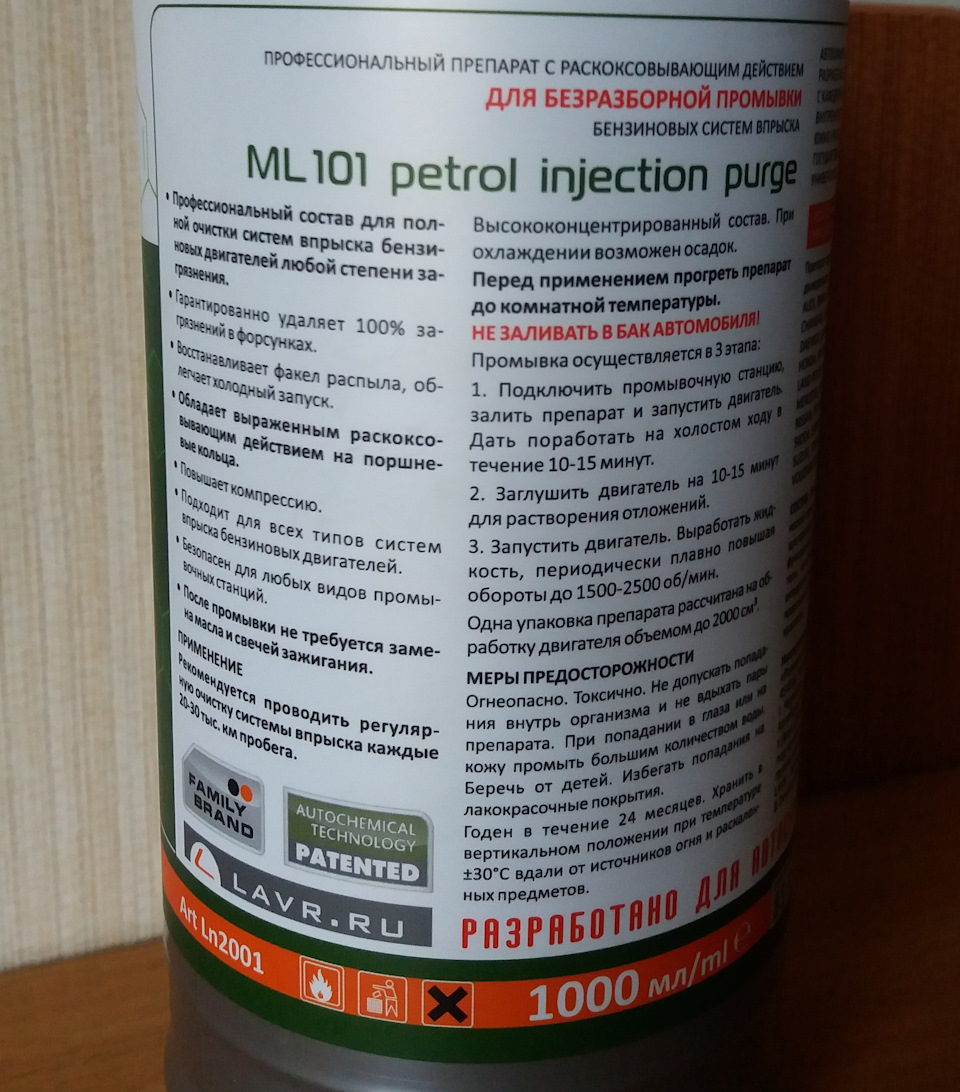 ПРОФЕССИОНАЛЬНЫЙ ПРЕПАРАТ С РАСКОКСОВЫВАЮЩИМ ДЕЙСТВИЕМ
ДЛЯ БЕЗРАЗБОРНОЙ ПРОМЫВКИ
БЕНЗИНОВЫХ СИСТЕМ ВПРЫСКА
ML101 petrol injection purge
• Профессиональный состав для пол-
ной очистки систем впрыска бензи-
новых двигателей любой степени за-
грязнения.
• Гарантированно удаляет 100% за-
грязнений в форсунках.
• Восстанавливает факел распыла, об-
легчает холодный запуск.
• Обладает выраженным раскоксо-
вывающим действием на поршне-
вые кольца.
• Повышает компрессию.
• Подходит для всех типов систем
впрыска бензиновых двигателей.
• Безопасен для любых видов промы-
вочных станций.
• После промывки не требуется заме-
на масла и свечей зажигания.
ПРИМЕНЕНИЕ
Рекомендуется проводить регуляр-
ную очистку системы впрыска каждые
20-30 тыс. км пробега.
FAMILY
BRAND
AUTOCHEMICAL
TECHNOLOGY
PATENTED
LAVR.RU
Высококонцентрированный состав. При
охлаждении возможен осадок.
Перед применением прогреть препарат
до комнатной температуры.
НЕ ЗАЛИВАТЬ В БАК АВТОМОБИЛЯ!
Промывка осуществляется в 3 этапа:
1. Подключить промывочную станцию,
залить препарат и запустить двигатель.
Дать поработать на холостом ходу в
течение 10-15 минут.
2. Заглушить двигатель на 10-15 минут
для растворения отложений.
3. Запустить двигатель. Выработать жид-
кость, периодически плавно повышая
обороты до 1500-2500 об/мин.
Одна упаковка препарата рассчитана на об-
работку двигателя объемом до 2000 см³.
МЕРЫ ПРЕДОСТОРОЖНОСТИ
Огнеопасно. Токсично. Не допускать попада-
ния внутрь организма и не вдыхать пары
препарата. При попадании в глаза или на
кожу промыть большим количеством воды.
Беречь от детей. Избегать попадания на
лакокрасочные покрытия.
Годен в течение 24 месяцев. Хранить в
вертикальном положении при температуре
±30°C вдали от источников огня и раскален-
ных предметов.
РАЗРАБОТАНО ДЛЯ
Art Ln2001
1000 мл/ml e